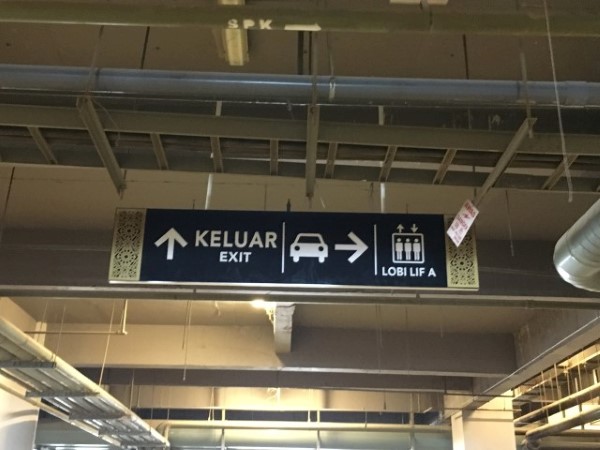 SPK
KELUAR
EXIT
LOBI LIF A